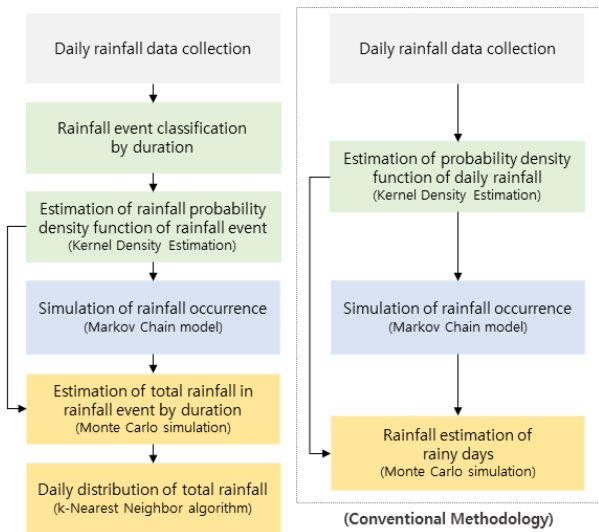 Daily rainfall data collection
Rainfall event classification
by duration
Estimation of rainfall probability
density function of rainfall event
(Kernel Density Estimation)
Simulation of rainfall occurrence
(Markov Chain model)
Estimation of total rainfall in
rainfall event by duration
(Monte Carlo simulation)
Daily distribution of total rainfall
(k-Nearest Neighbor algorithm)
Daily rainfall data collection
Estimation of probability density
function of daily rainfall
(Kernel Density Estimation)
Simulation of rainfall occurrence
(Markov Chain model)
Rainfall estimation of
rainy days
(Monte Carlo simulation)
(Conventional Methodology)